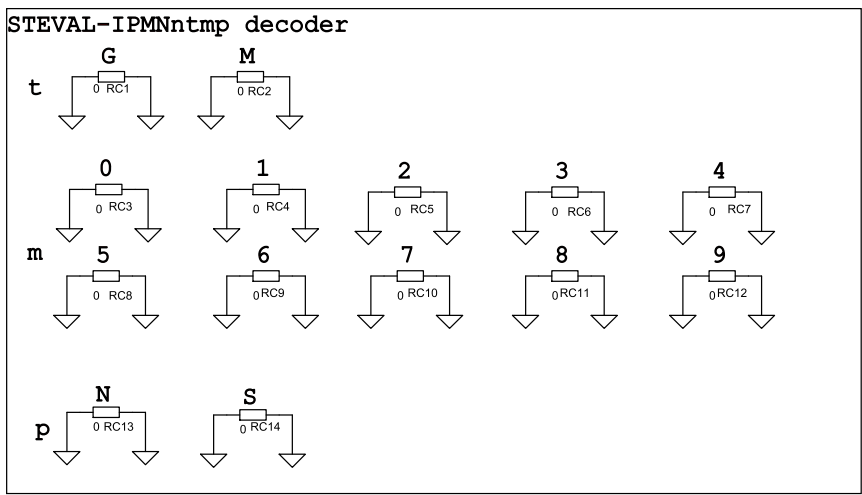 STEVAL-IPMNntmp decoder
G M
t
0 RC1 0 RC2
0 1 2 3 4
0 RC3 0 RC4 0 RC5 0 RC6 0 RC7
m
5 6 7 8 9
0 RC8 0 RC9 0 RC10 0 RC11 0 RC12
N S
p
0 RC13 0 RC14